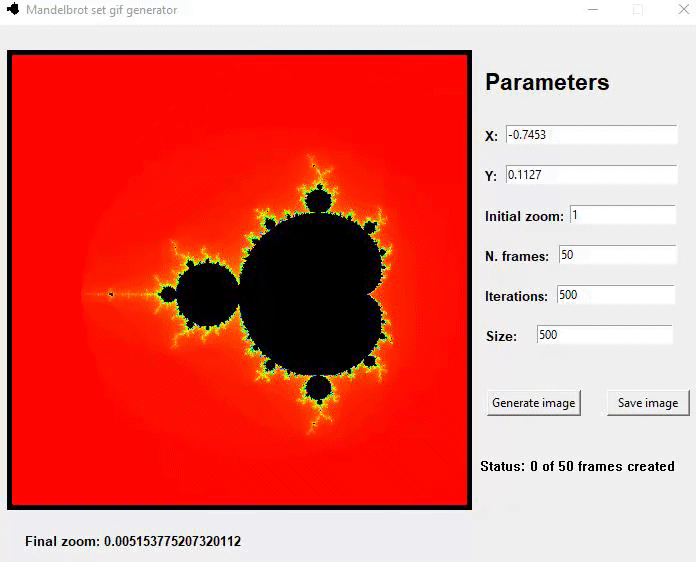 Mandelbrot set gif generator
Parameters
X: -0.7453
Y: 0.1127
Initial zoom: 1
N. frames: 50
Iterations: 500
Size: 500
Generate image Save image
Status: 0 of 50 frames created
Final zoom: 0.005153775207320112